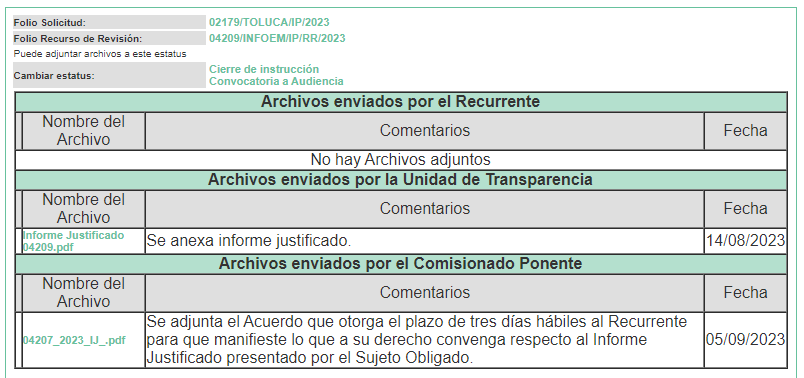 Folio Solicitud: 02179/TOLUCA/IP/2023
Folio Recurso de Revisión: 04209/INFOEM/IP/RR/2023
Puede adjuntar archivos a este estatus
Cambiar estatus: Cierre de instrucción
Convocatoria a Audiencia
Archivos enviados por el Recurrente
Nombre del Archivo Comentarios Fecha
No hay Archivos adjuntos
Archivos enviados por la Unidad de Transparencia
Nombre del Archivo Comentarios Fecha
Informe Justificado 04209.pdf Se anexa informe justificado. 14/08/2023
Archivos enviados por el Comisionado Ponente
Nombre del Archivo Comentarios Fecha
04207_2023_IJ_.pdf Se adjunta el Acuerdo que otorga el plazo de tres días hábiles al Recurrente
para que manifieste lo que a su derecho convenga respecto al Informe 05/09/2023
Justificado presentado por el Sujeto Obligado.